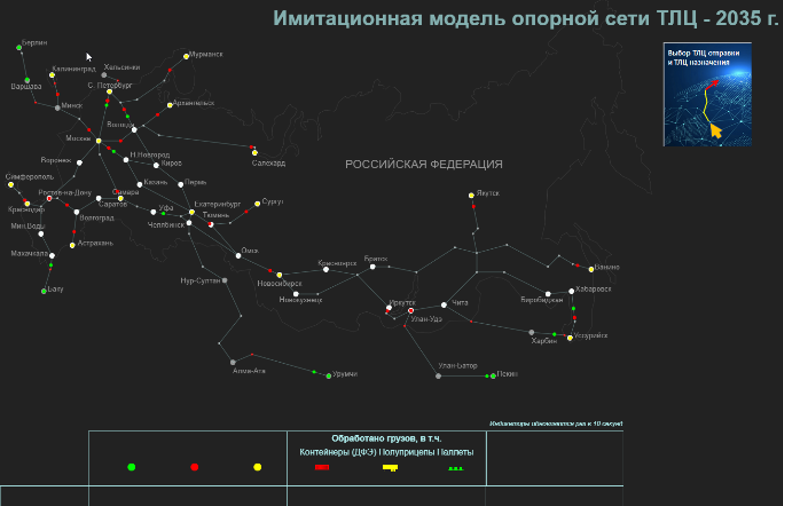 Имитационная модель опорной сети ТЛЦ - 2035 г.
Выбор ТЛЦ отправки
и ТЛЦ назначения
Берлин
Мурманск
Калининград
Хельсинки
Варшава
С. Петербург
Минск
Архангельск
Вологда
Москва
Воронеж
Н.Новгород
Киров
Салехард
РОССИЙСКАЯ ФЕДЕРАЦИЯ
Симферополь
Казань
Пермь
Ростов-на-Дону
Самара
Якутск
Краснодар
Саратов
Уфа
Екатеринбург
Сургут
Волгоград
Тюмень
Мин.Воды
Челябинск
Астрахань
Махачкала
Омск
Красноярск
Братск
Ванино
Баку
Нур-Султан
Новосибирск
Новокузнецк
Иркутск
Чита
Биробиджан
Хабаровск
Улан-Удэ
Харбин
Уссурийск
Алма-Ата
Урумчи
Улан-Батор
Пекин
Индикаторы обновляются раз в 10 секунд
Обработано грузов, в т.ч.
Контейнеры (ДФЭ) Полуприцепы Паллеты